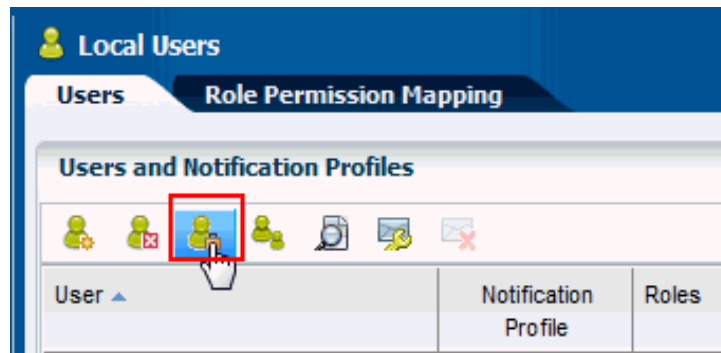 Local Users
Users Role Permission Mapping
Users and Notification Profiles
User Notification Profile Roles